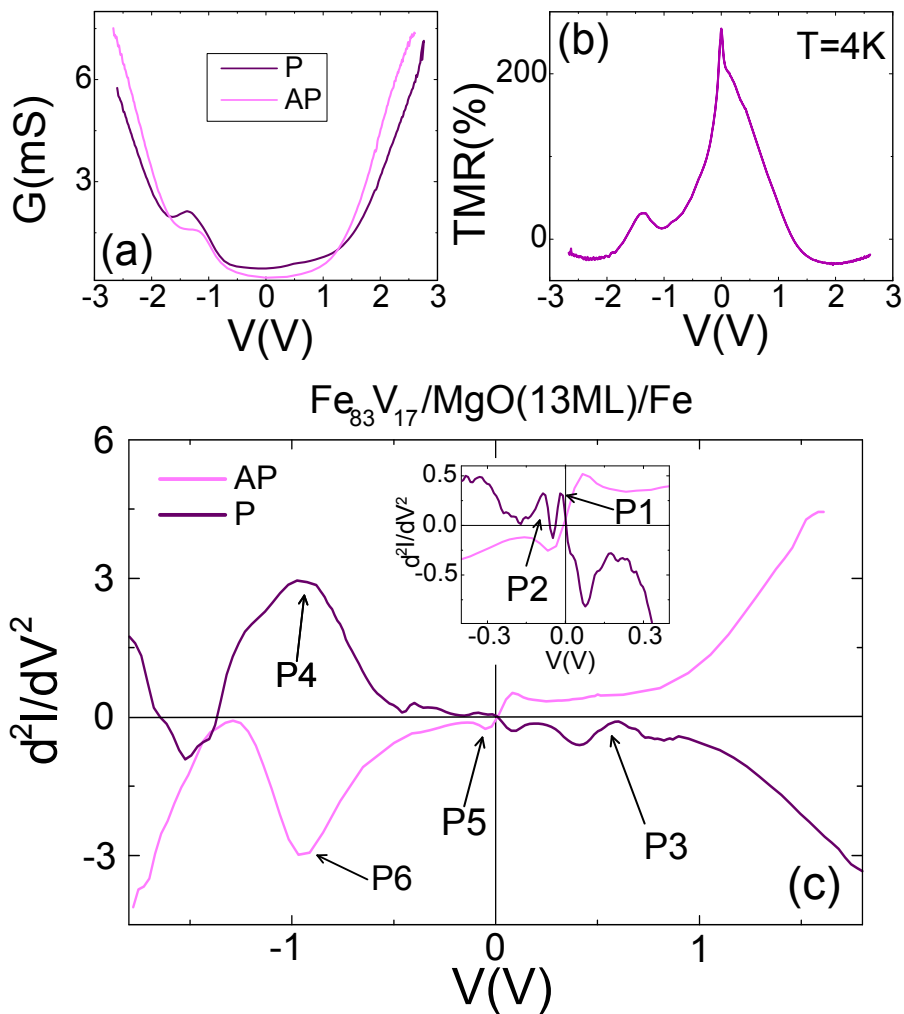 P
AP
(a)
G(mS)
7
6
3
-3 -2 -1 0 1 2 3
V(V)
(b)
T=4K
TMR(%)
200
0
-3 -2 -1 0 1 2 3
V(V)
Fe83V17/MgO(13ML)/Fe
AP
P
d²I/dV²
6
3
0
-3
-1 0 1
V(V)
P4
P5
P6
P3
(c)
d²I/dV²
0.5
0.0
-0.5
-0.3 0.0 0.3
V(V)
P1
P2